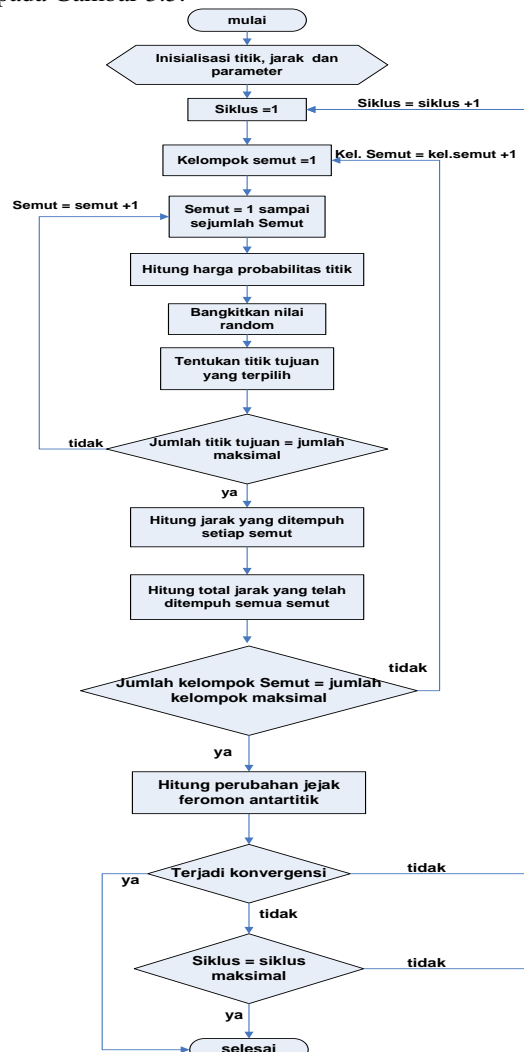 pada Gambar 3.3.
mulai
Inisialisasi titik, jarak dan
parameter
Siklus =1
Siklus = siklus +1
Kelompok semut =1
Kel. Semut = kel.semut +1
Semut = semut +1
Semut = 1 sampai
sejumlah Semut
Hitung harga probabilitas titik
Bangkitkan nilai
random
Tentukan titik tujuan
yang terpilih
tidak
Jumlah titik tujuan = jumlah
maksimal
ya
Hitung jarak yang ditempuh
setiap semut
Hitung total jarak yang telah
ditempuh semua semut
tidak
Jumlah kelompok Semut = jumlah
kelompok maksimal
ya
Hitung perubahan jejak
feromon antartitik
ya
Terjadi konvergensi
tidak
tidak
Siklus = siklus
maksimal
tidak
ya
selesai